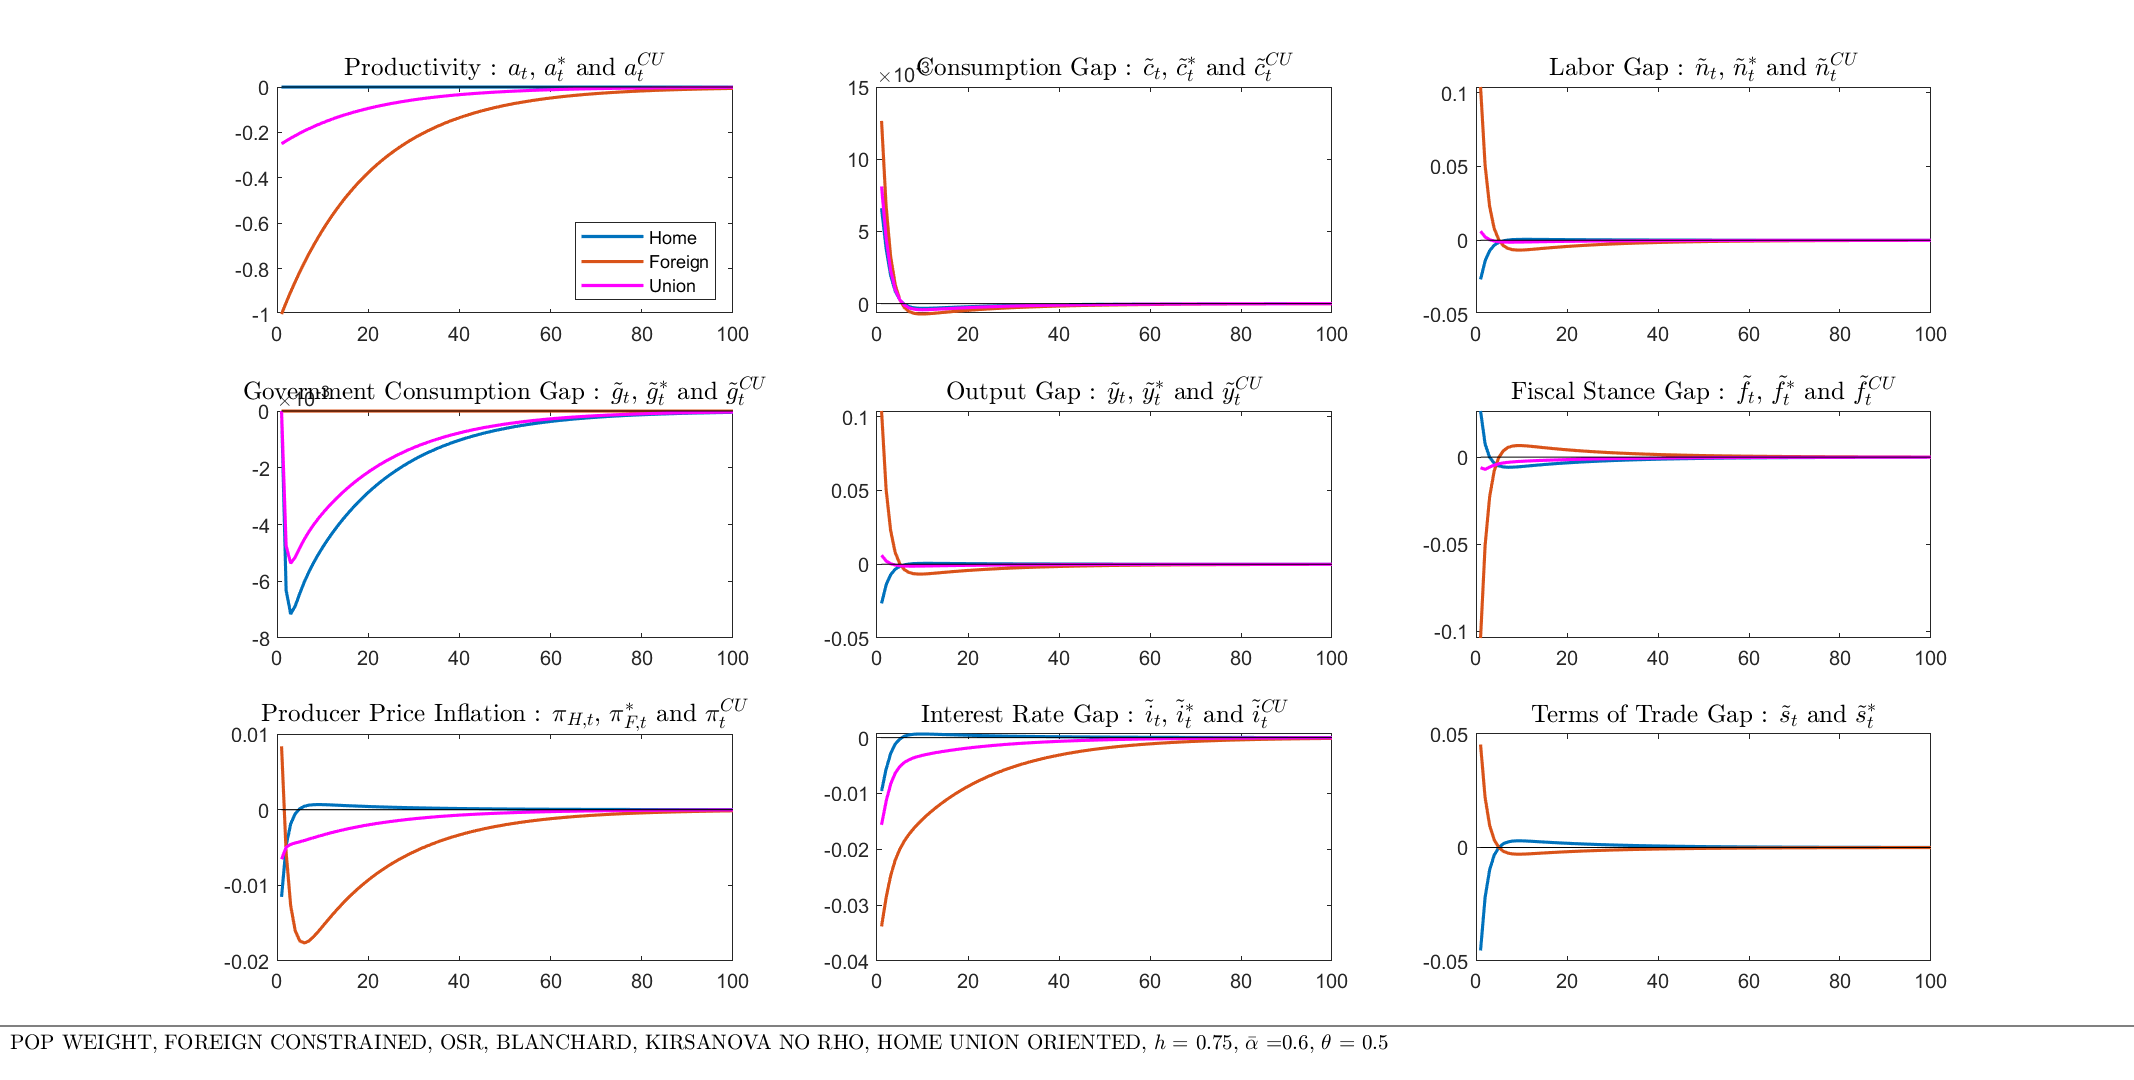 Productivity : a_t, a_t^* and a_t^{CU}
0
-0.2
-0.4
-0.6
-0.8
-1
0 20 40 60 80 100
Home
Foreign
Union
×10^{-3}
Consumption Gap : c̃_t, c̃_t^* and c̃_t^{CU}
15
10
5
0
0 20 40 60 80 100
Labor Gap : ñ_t, ñ_t^* and ñ_t^{CU}
0.1
0.05
0
-0.05
0 20 40 60 80 100
Government Consumption Gap : g̃_t, g̃_t^* and g̃_t^{CU}
×10^{-3}
0
-2
-4
-6
-8
0 20 40 60 80 100
Output Gap : ỹ_t, ỹ_t^* and ỹ_t^{CU}
0.1
0.05
0
-0.05
0 20 40 60 80 100
Fiscal Stance Gap : f̃_t, f̃_t^* and f̃_t^{CU}
0
-0.05
-0.1
0 20 40 60 80 100
Producer Price Inflation : π_{H,t}, π_{F,t}^* and π_t^{CU}
0.01
0
-0.01
-0.02
0 20 40 60 80 100
Interest Rate Gap : ĩ_t, ĩ_t^* and ĩ_t^{CU}
0
-0.01
-0.02
-0.03
-0.04
0 20 40 60 80 100
Terms of Trade Gap : s̃_t and s̃_t^*
0.05
0
-0.05
0 20 40 60 80 100
POP WEIGHT, FOREIGN CONSTRAINED, OSR, BLANCHARD, KIRSANOVA NO RHO, HOME UNION ORIENTED, h = 0.75, ᾱ =0.6, θ = 0.5